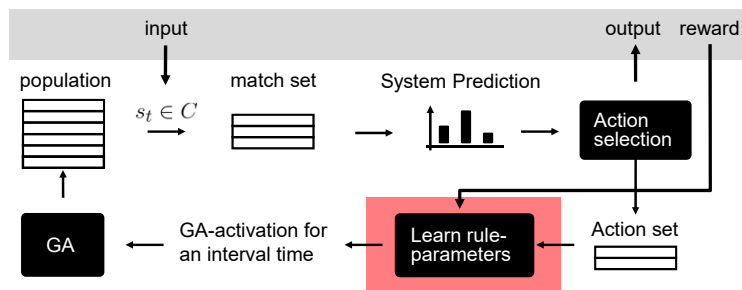 input
output
reward
population
match set
System Prediction
s_t ∈ C
Action
selection
GA
GA-activation for
an interval time
Learn rule-
parameters
Action set